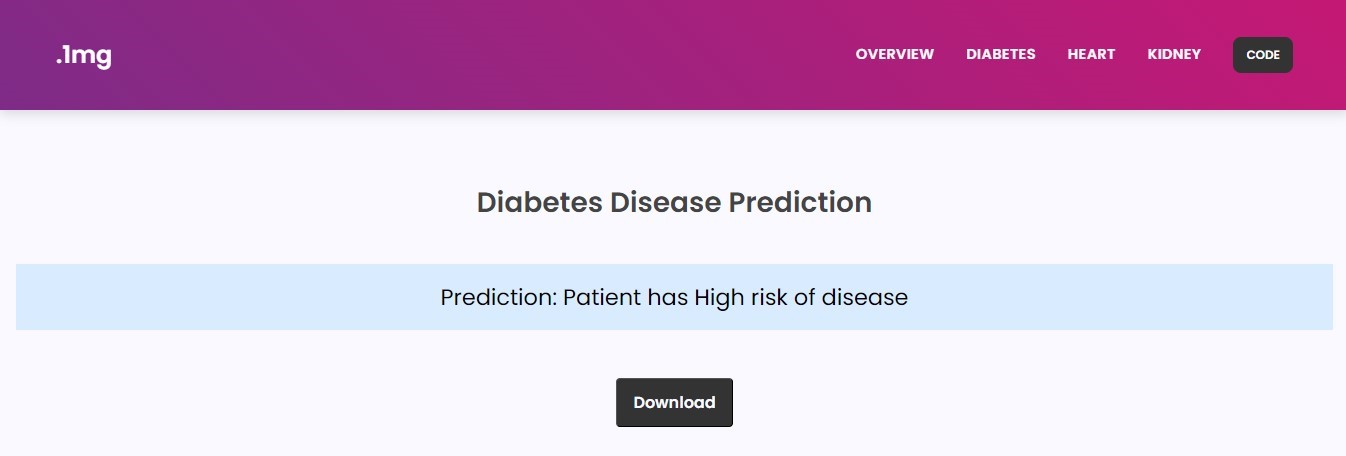 .1mg
OVERVIEW DIABETES HEART KIDNEY CODE
Diabetes Disease Prediction
Prediction: Patient has High risk of disease
Download